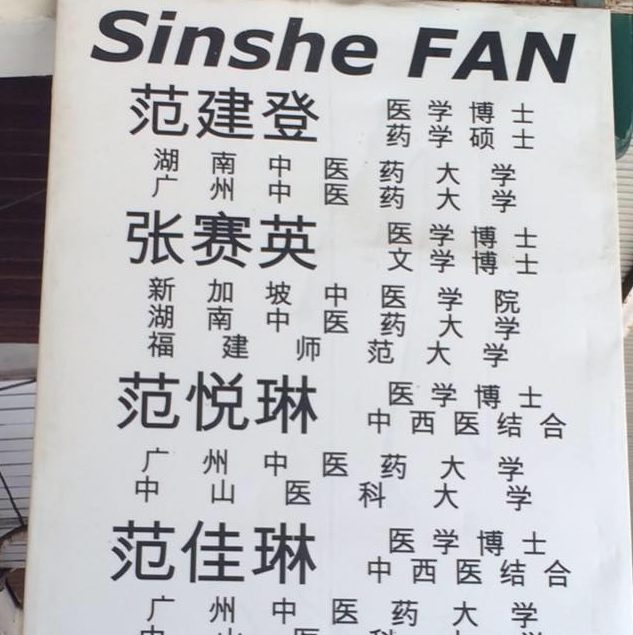 Sinshe FAN
范建登 医学博士
药学硕士
湖南中医药大学
广州中医药大学
张赛英 医学博士
文学博士
新加坡中医学院
湖南中医药大学
福建师范大学
范悦琳 医学博士
中西医结合
广州中医药大学
中山医科大学
范佳琳 医学博士
中西医结合
广州中医药大学